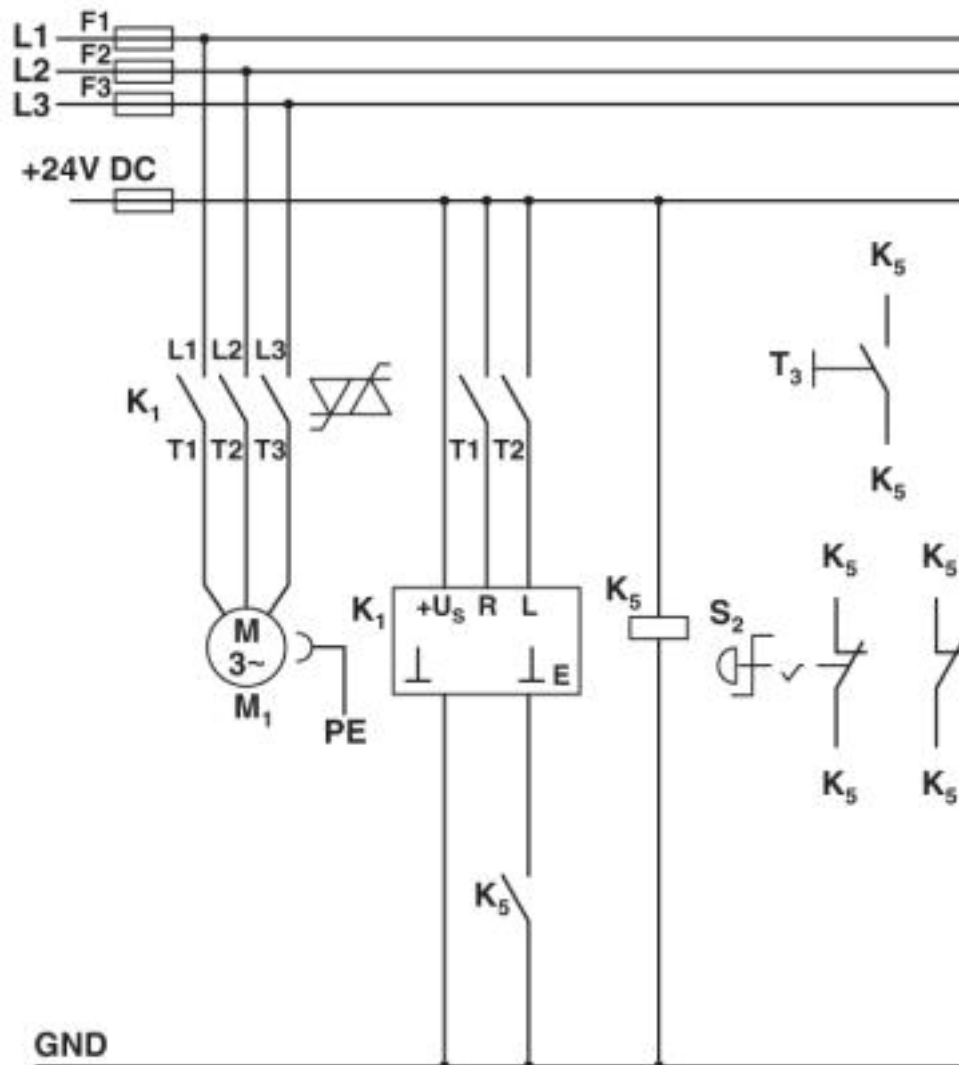 L1 F1
L2 F2
L3 F3
+24V DC
K5
L1 L2 L3
T3
K1
T1 T2 T3
T1 T2
K5
K5 K5
K1 +US R L
K5
S2
M
3~
E
M1
PE
K5 K5
K5
GND